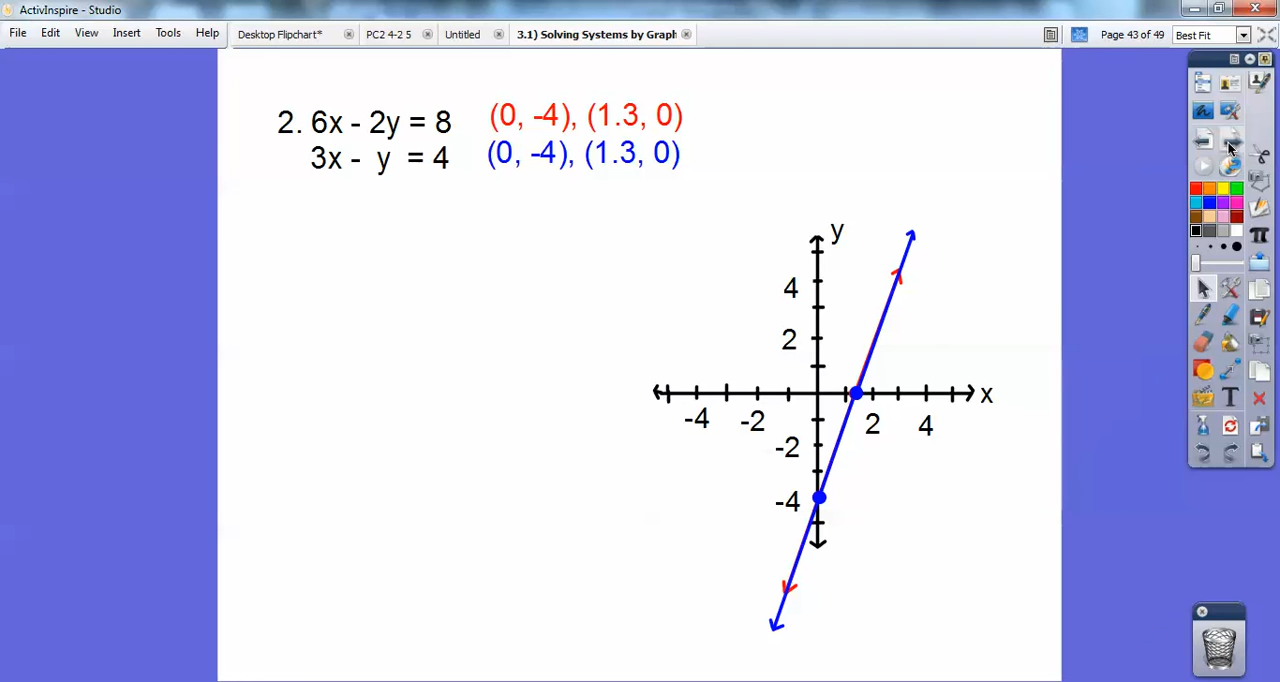 ActivInspire - Studio
File Edit View Insert Tools Help
Desktop Flipchart* PC2 4-2 5 Untitled 3.1) Solving Systems by Graph
Page 43 of 49 Best Fit
2. 6x - 2y = 8 (0, -4), (1.3, 0)
3x - y = 4 (0, -4), (1.3, 0)
y
4
2
x
-4 -2 2 4
-2
-4